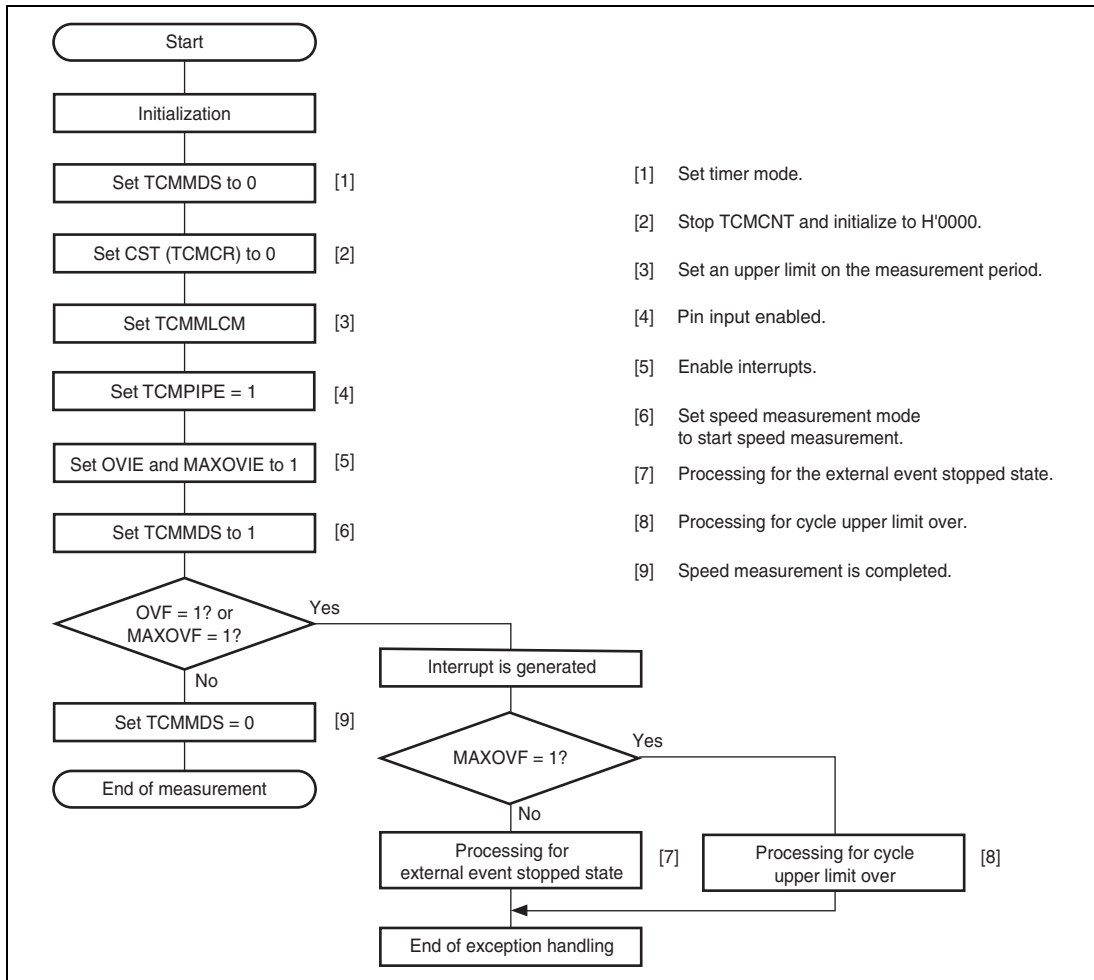 Start
Initialization
Set TCMMDS to 0
[1]
Set CST (TCMCR) to 0
[2]
Set TCMMLCM
[3]
Set TCMPIPE = 1
[4]
Set OVIE and MAXOVIE to 1
[5]
Set TCMMDS to 1
[6]
OVF = 1? or
MAXOVF = 1?
Yes
No
Set TCMMDS = 0
[9]
End of measurement
Interrupt is generated
MAXOVF = 1?
Yes
No
Processing for
external event stopped state
[7]
Processing for cycle
upper limit over
[8]
End of exception handling
[1] Set timer mode.
[2] Stop TCMCNT and initialize to H'0000.
[3] Set an upper limit on the measurement period.
[4] Pin input enabled.
[5] Enable interrupts.
[6] Set speed measurement mode
to start speed measurement.
[7] Processing for the external event stopped state.
[8] Processing for cycle upper limit over.
[9] Speed measurement is completed.